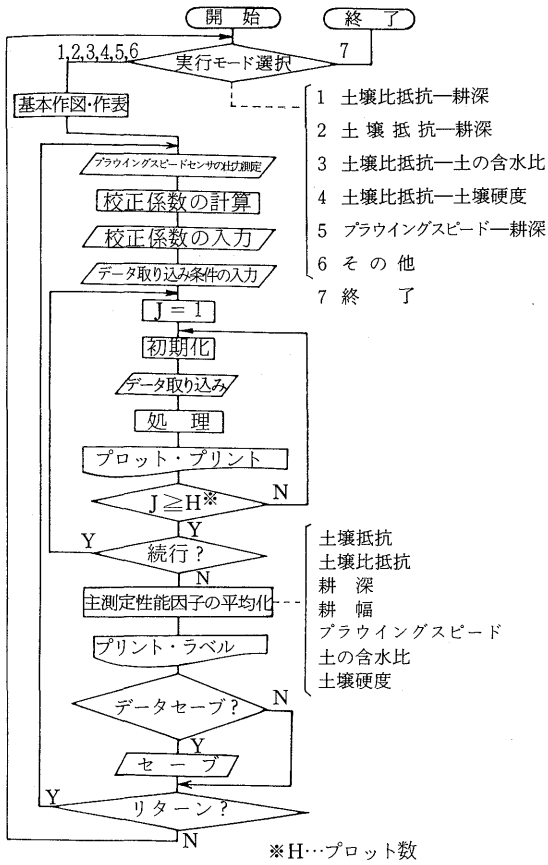 開始
終了
1,2,3,4,5,6
実行モード選択
7
基本作図・作表
1 土壌比抵抗―耕深
2 土壌抵抗―耕深
3 土壌比抵抗―土の含水比
4 土壌比抵抗―土壌硬度
5 プラウイングスピード―耕深
6 その他
7 終了
プラウイングスピードセンサの出力測定
校正係数の計算
校正係数の入力
データ取り込み条件の入力
J=1
初期化
データ取り込み
処理
プロット・プリント
J≧H※
N
Y
続行?
Y
N
主測定性能因子の平均化
土壌抵抗
土壌比抵抗
耕深
耕幅
プラウイングスピード
土の含水比
土壌硬度
プリント・ラベル
データセーブ?
N
Y
セーブ
リターン?
Y
N
※H…プロット数